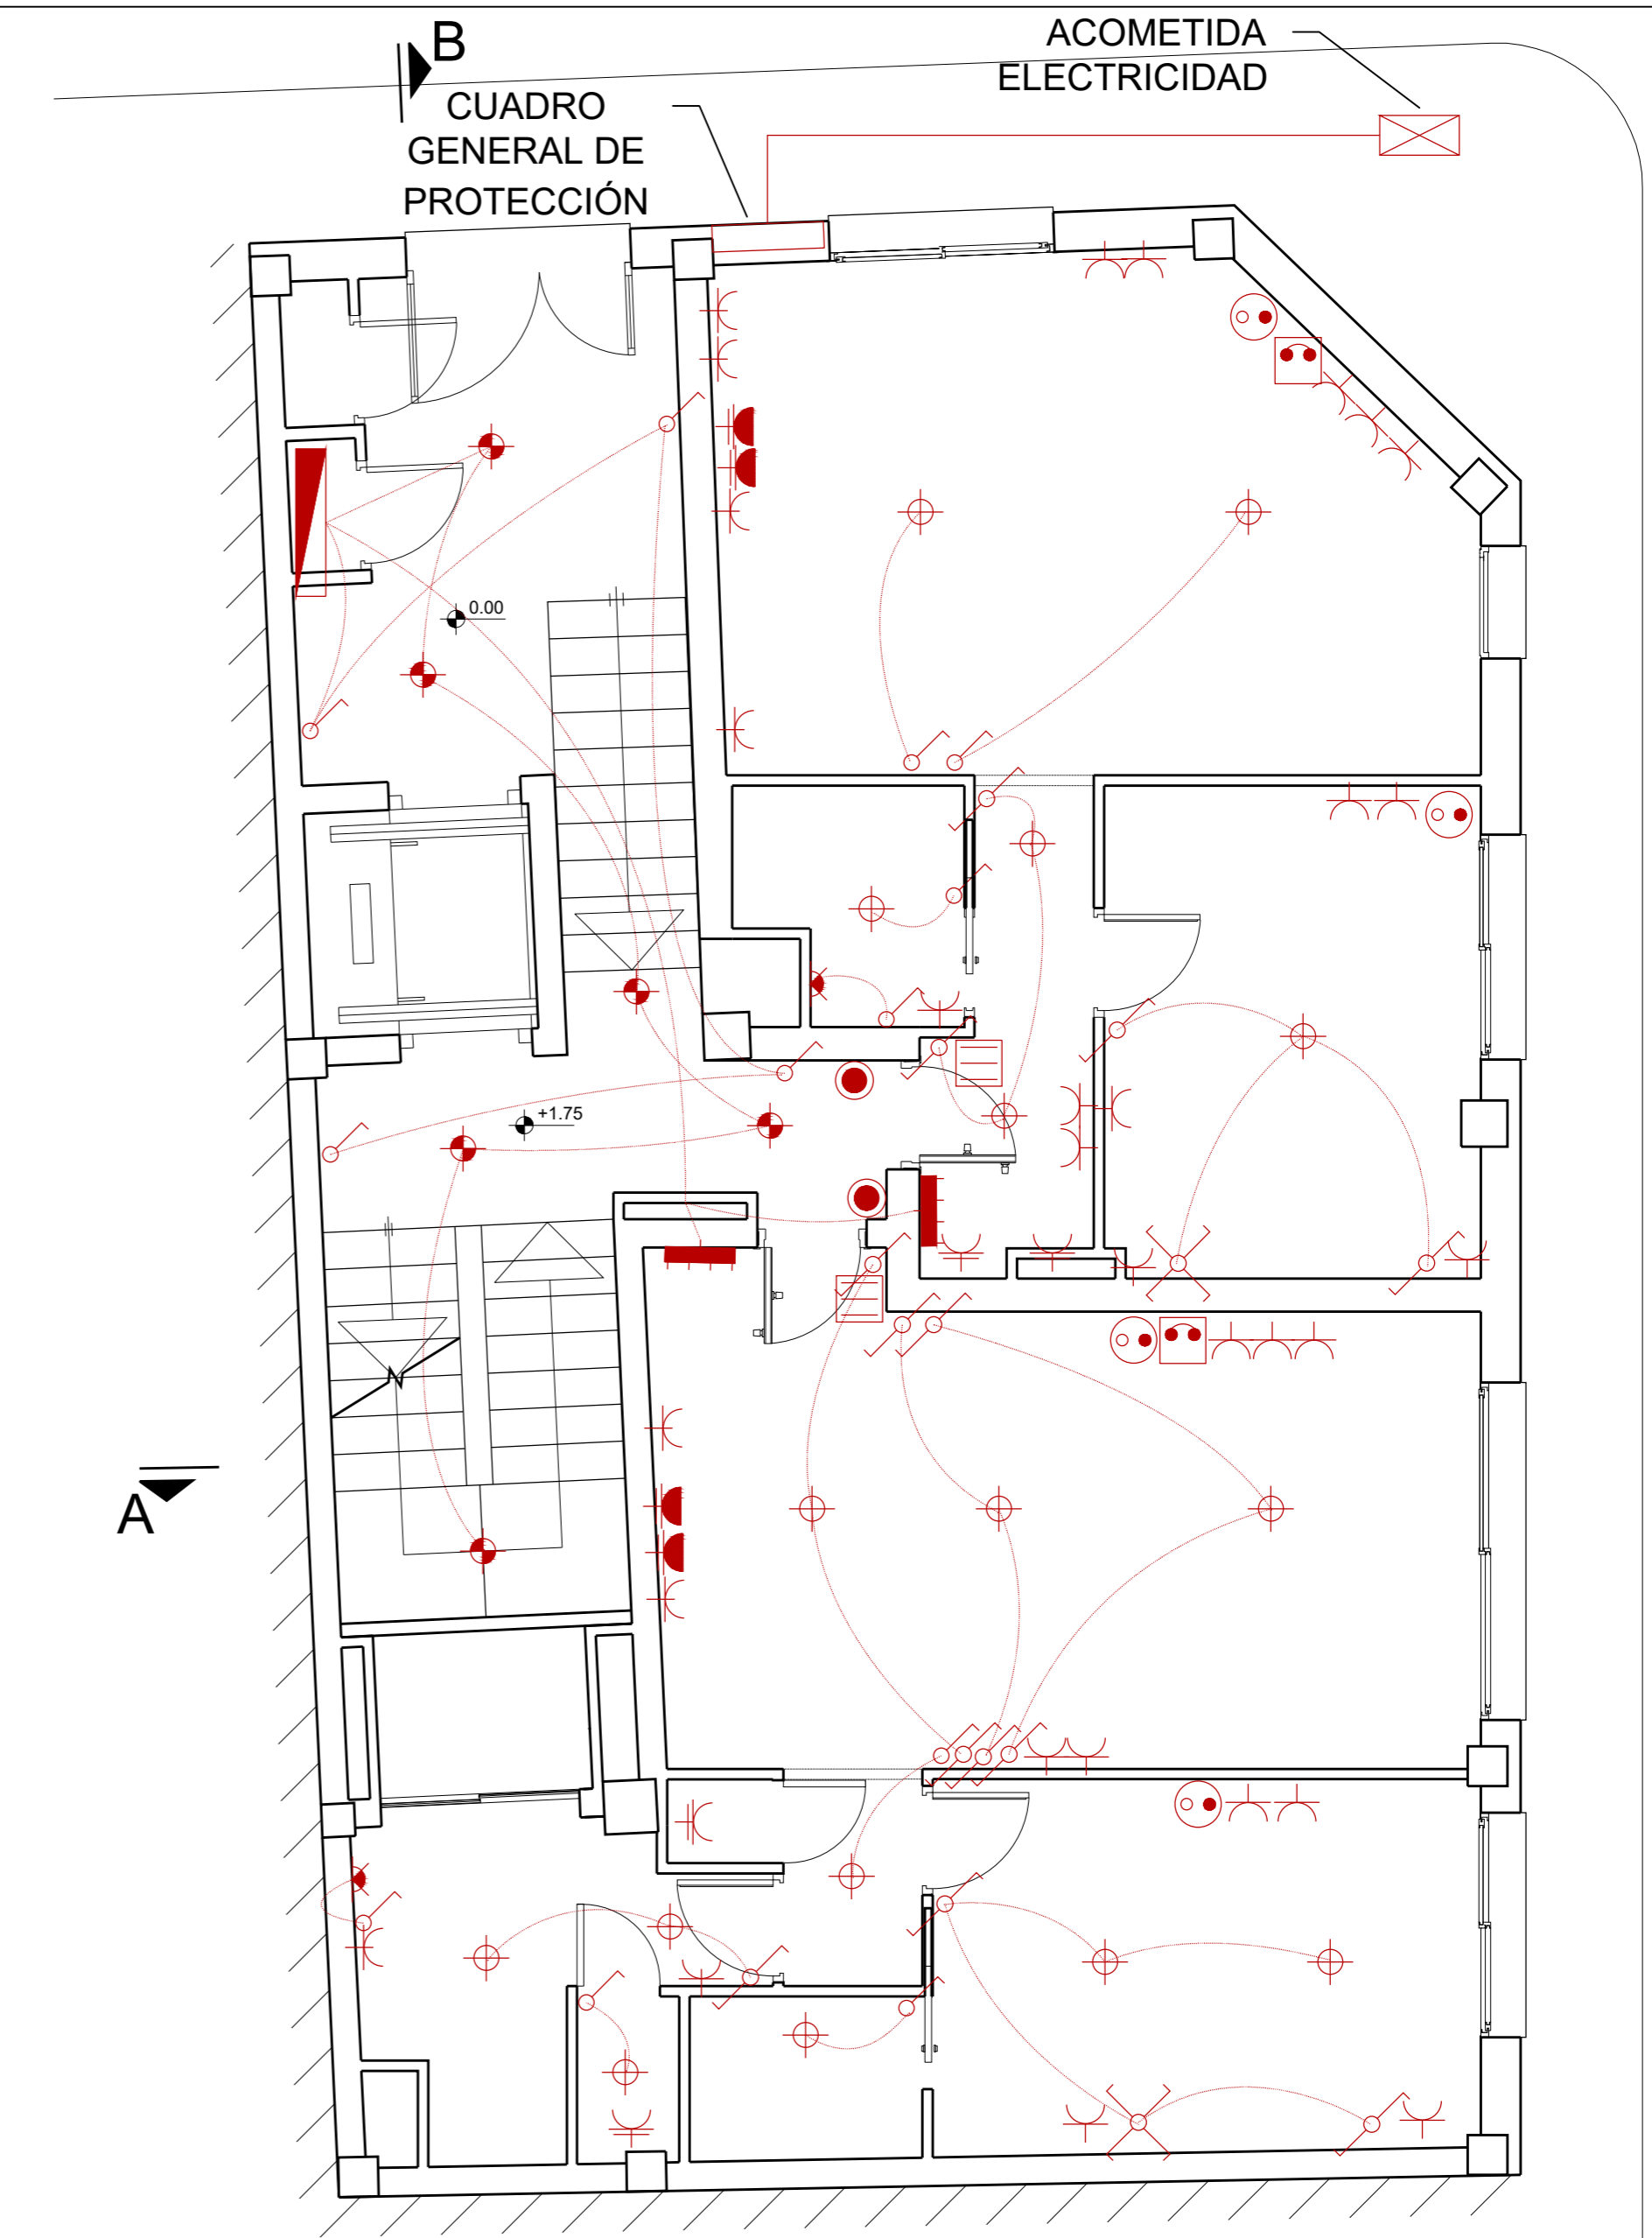 B
ACOMETIDA
ELECTRICIDAD
CUADRO
GENERAL DE
PROTECCIÓN
0.00
+1.75
A